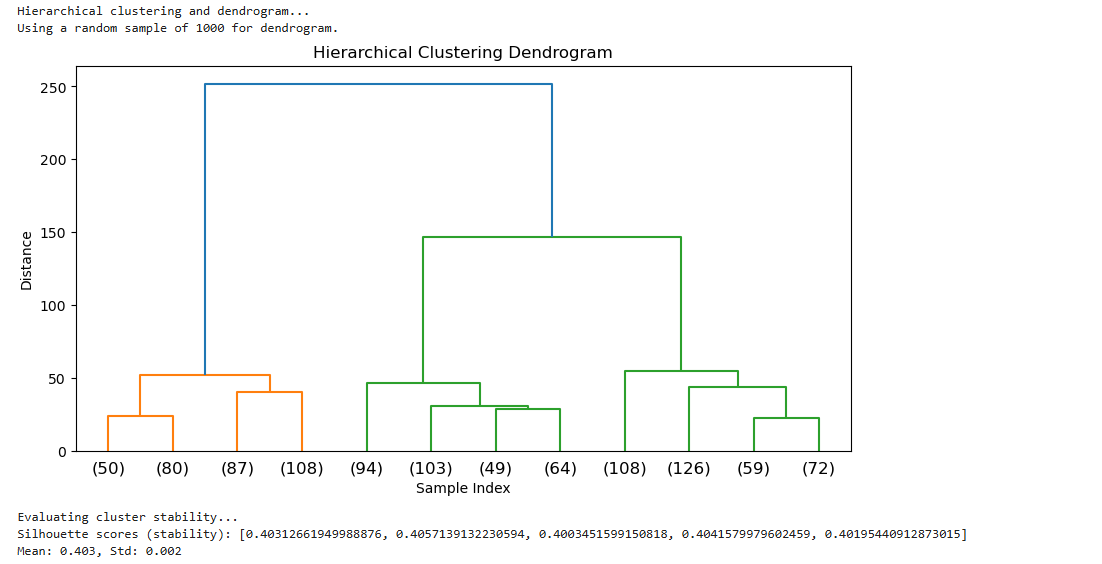 Hierarchical clustering and dendrogram...
Using a random sample of 1000 for dendrogram.
Hierarchical Clustering Dendrogram
250
200
150
100
50
0
Distance
(50) (80) (87) (108) (94) (103) (49) (64) (108) (126) (59) (72)
Sample Index
Evaluating cluster stability...
Silhouette scores (stability): [0.40312661949988876, 0.4057139132230594, 0.4003451599150818, 0.4041579979602459, 0.40195440912873015]
Mean: 0.403, Std: 0.002